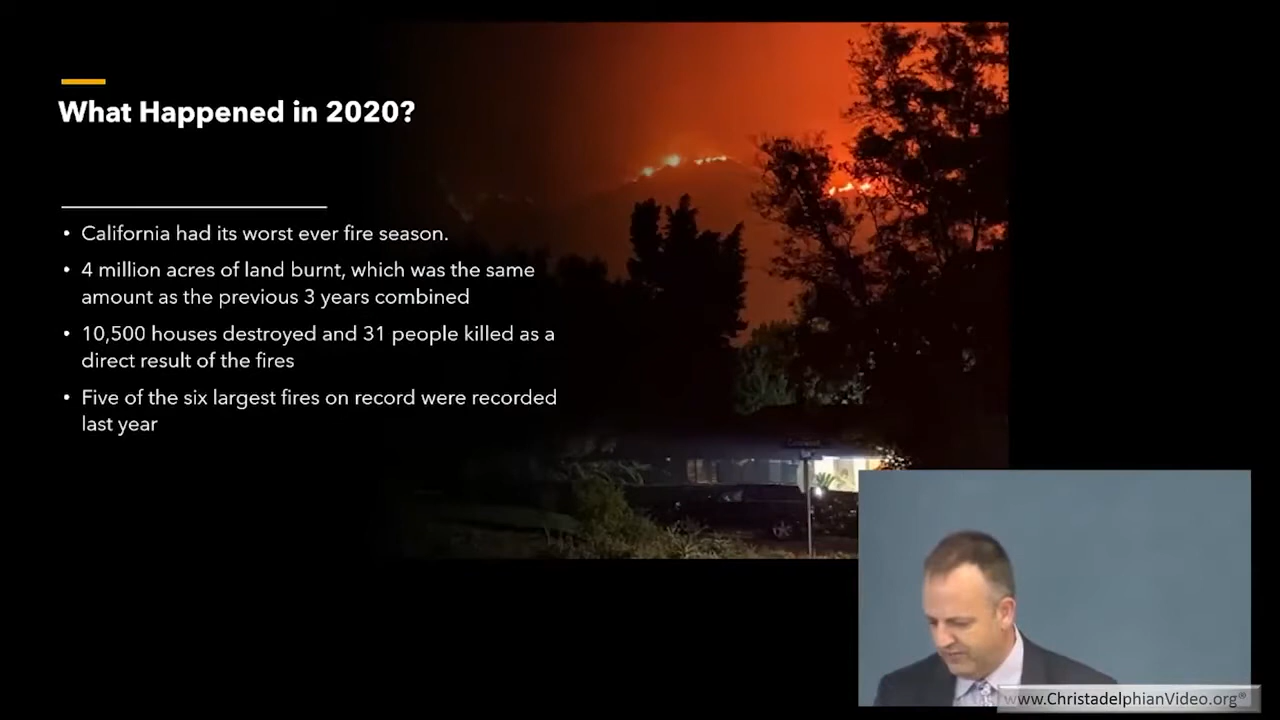 What Happened in 2020?
• California had its worst ever fire season.
• 4 million acres of land burnt, which was the same
amount as the previous 3 years combined
• 10,500 houses destroyed and 31 people killed as a
direct result of the fires
• Five of the six largest fires on record were recorded
last year
www.ChristadelphianVideo.org®